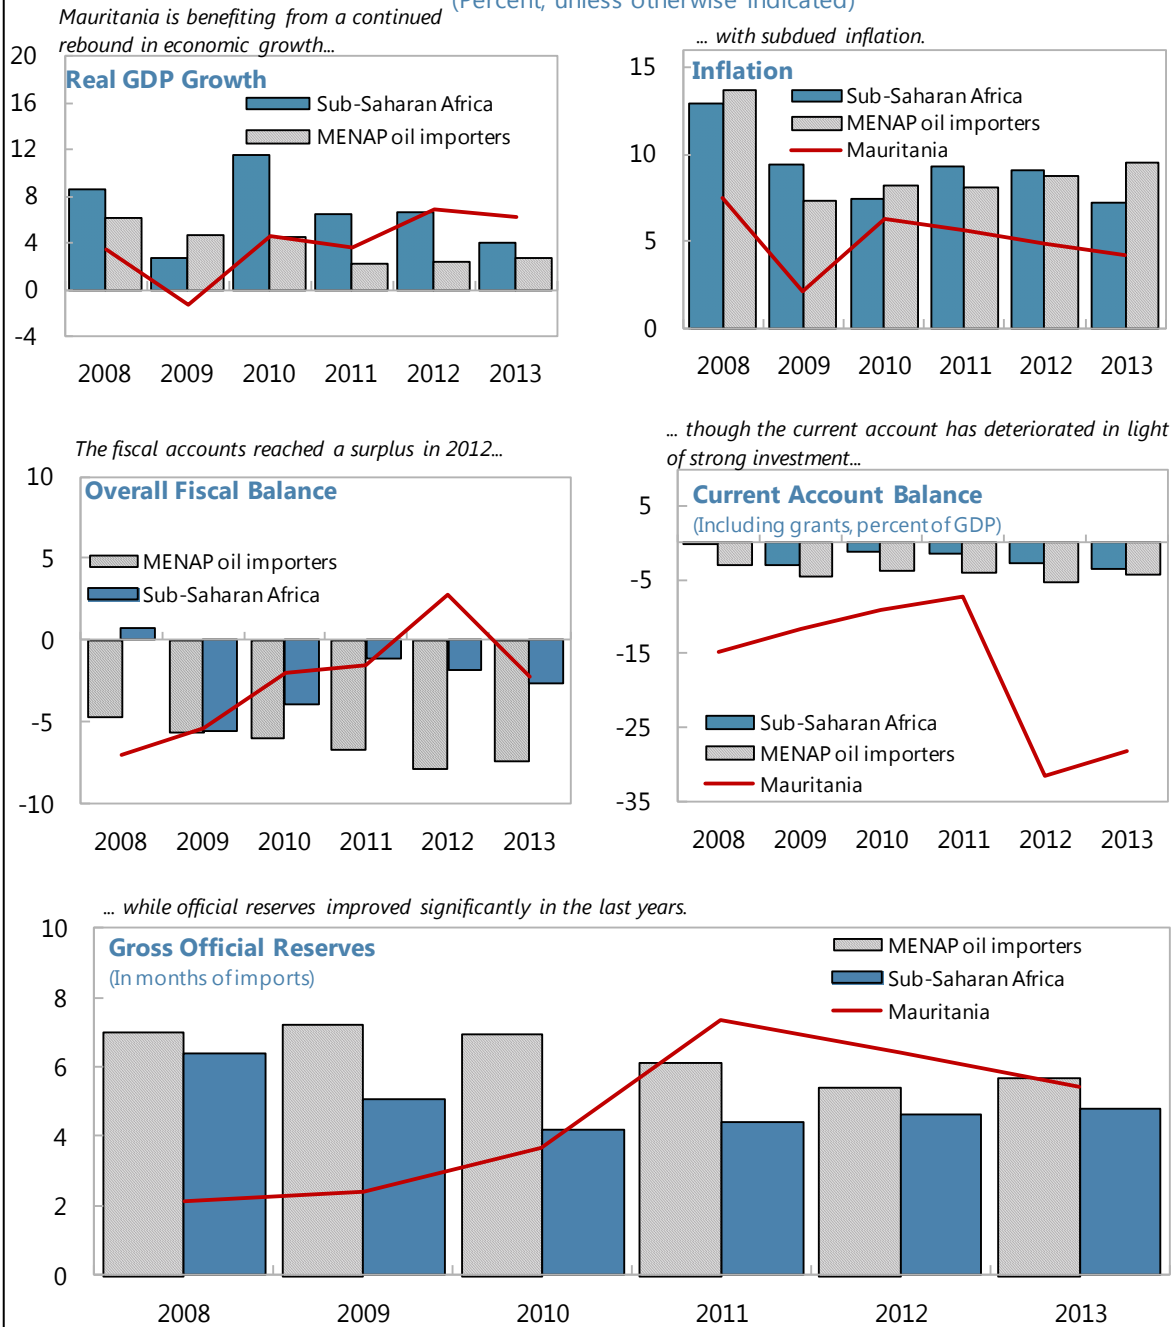 (Percent, unless otherwise indicated)
Mauritania is benefiting from a continued
rebound in economic growth...
Real GDP Growth
Sub-Saharan Africa
MENAP oil importers
20
16
12
8
4
0
-4
2008 2009 2010 2011 2012 2013
... with subdued inflation.
Inflation
Sub-Saharan Africa
MENAP oil importers
Mauritania
15
10
5
0
2008 2009 2010 2011 2012 2013
The fiscal accounts reached a surplus in 2012...
Overall Fiscal Balance
MENAP oil importers
Sub-Saharan Africa
10
5
0
-5
-10
2008 2009 2010 2011 2012 2013
... though the current account has deteriorated in light
of strong investment...
Current Account Balance
(Including grants, percent of GDP)
5
-5
-15
-25
-35
Sub-Saharan Africa
MENAP oil importers
Mauritania
2008 2009 2010 2011 2012 2013
... while official reserves improved significantly in the last years.
Gross Official Reserves
(In months of imports)
MENAP oil importers
Sub-Saharan Africa
Mauritania
10
8
6
4
2
0
2008 2009 2010 2011 2012 2013